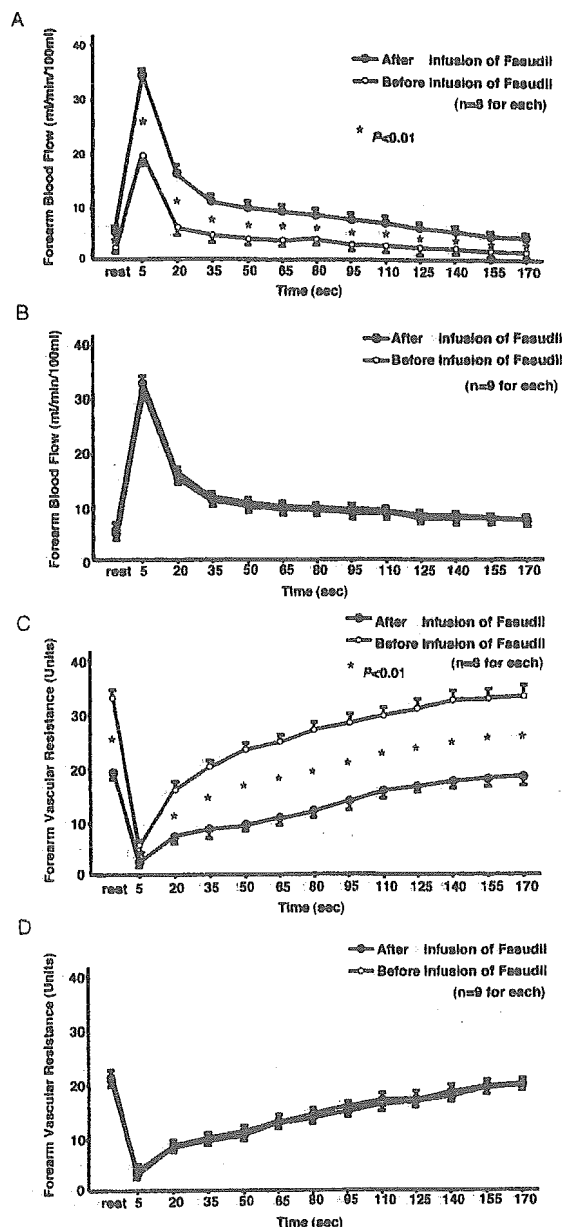 A
Forearm Blood Flow (ml/min/100ml)
40
30
20
10
0
After Infusion of Fasudil
Before Infusion of Fasudil
(n=8 for each)
* P<0.01
rest 5 20 35 50 65 80 95 110 125 140 155 170
Time (sec)
B
Forearm Blood Flow (ml/min/100ml)
40
30
20
10
0
After Infusion of Fasudil
Before Infusion of Fasudil
(n=9 for each)
rest 5 20 35 50 65 80 95 110 125 140 155 170
Time (sec)
C
Forearm Vascular Resistance (Units)
40
30
20
10
0
After Infusion of Fasudil
Before Infusion of Fasudil
(n=8 for each)
* P<0.01
rest 5 20 35 50 65 80 95 110 125 140 155 170
Time (sec)
D
Forearm Vascular Resistance (Units)
40
30
20
10
0
After Infusion of Fasudil
Before Infusion of Fasudil
(n=9 for each)
rest 5 20 35 50 65 80 95 110 125 140 155 170
Time (sec)